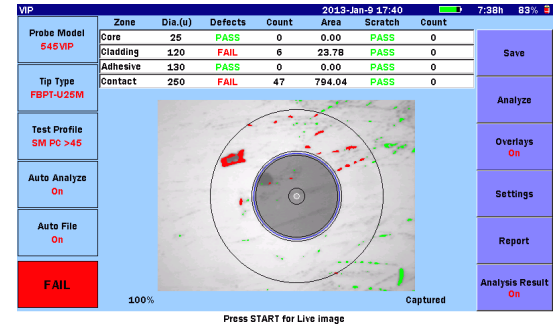 VIP 2013-Jan-9 17:40 7:38h 83%
Probe Model
545VIP
Tip Type
FBPT-U25M
Test Profile
SM PC >45
Auto Analyze
On
Auto File
On
FAIL
Zone Dia.(u) Defects Count Area Scratch Count
Core 25 PASS 0 0.00 PASS 0
Cladding 120 FAIL 6 23.78 PASS 0
Adhesive 130 PASS 0 0.00 PASS 0
Contact 250 FAIL 47 794.04 PASS 0
100% Captured
Save
Analyze
Overlays
On
Settings
Report
Analysis Result
On
Press START for Live image